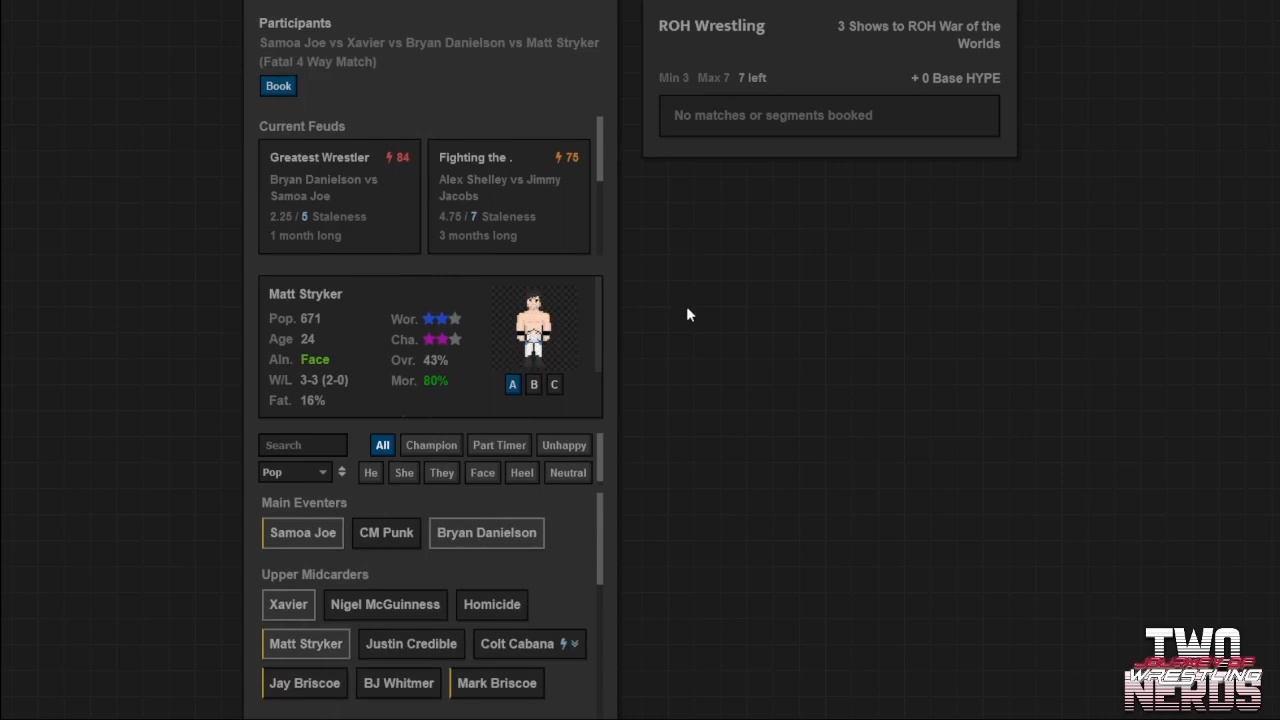 Participants
Samoa Joe vs Xavier vs Bryan Danielson vs Matt Stryker
(Fatal 4 Way Match)
Book
Current Feuds
Greatest Wrestler 84
Bryan Danielson vs
Samoa Joe
2.25 / 5 Staleness
1 month long
Fighting the . 75
Alex Shelley vs Jimmy
Jacobs
4.75 / 7 Staleness
3 months long
Matt Stryker
Pop. 671
Age 24
Aln. Face
W/L 3-3 (2-0)
Fat. 16%
Wor.
Cha.
Ovr. 43%
Mor. 80%
A B C
Search All Champion Part Timer Unhappy
Pop He She They Face Heel Neutral
Main Eventers
Samoa Joe CM Punk Bryan Danielson
Upper Midcarders
Xavier Nigel McGuinness Homicide
Matt Stryker Justin Credible Colt Cabana
Jay Briscoe BJ Whitmer Mark Briscoe
ROH Wrestling
3 Shows to ROH War of the
Worlds
Min 3 Max 7 7 left + 0 Base HYPE
No matches or segments booked
TWO
JOURNEY OF
WRESTLING
NERDS